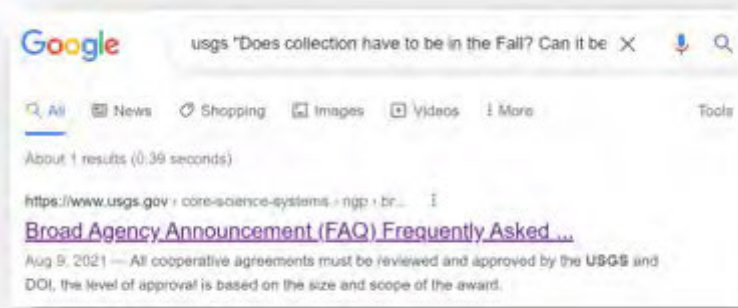 Google
usgs "Does collection have to be in the Fall? Can it be
All News Shopping Images Videos More Tools
About 1 results (0.39 seconds)
https://www.usgs.gov › core-science-systems › ngp › br...
Broad Agency Announcement (FAQ) Frequently Asked ...
Aug 9, 2021 — All cooperative agreements must be reviewed and approved by the USGS and
DOI, the level of approval is based on the size and scope of the award.